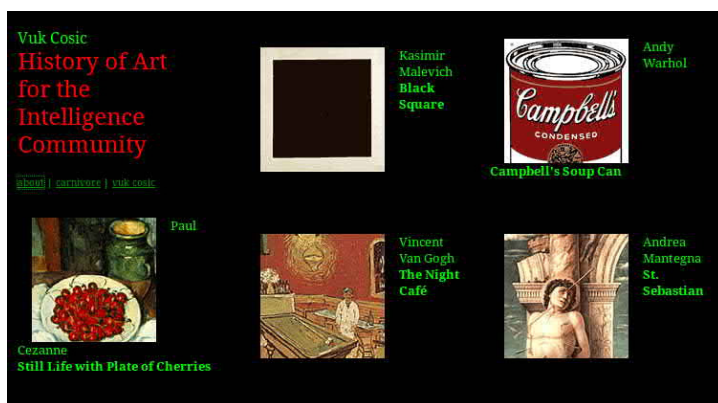 Vuk Cosic
History of Art
for the
Intelligence
Community
about | carnivore | vuk cosic
Kasimir
Malevich
Black
Square
Campbell's
CONDENSED
Andy
Warhol
Campbell's Soup Can
Paul
Cezanne
Still Life with Plate of Cherries
Vincent
Van Gogh
The Night
Café
Andrea
Mantegna
St.
Sebastian